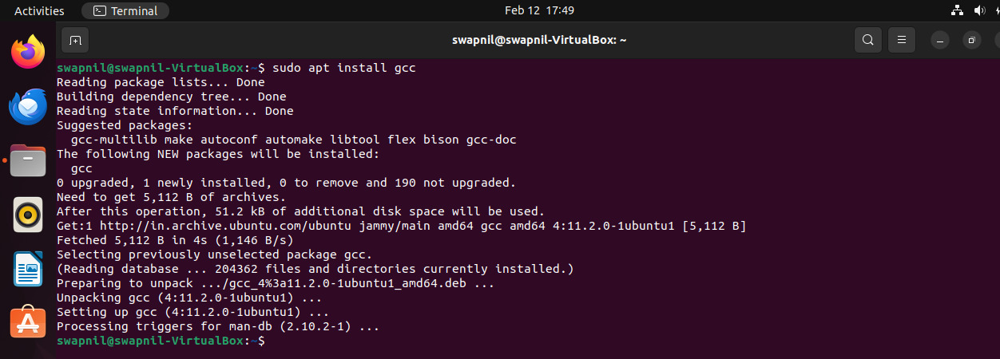 Activities Terminal Feb 12 17:49
swapnil@swapnil-VirtualBox: ~
swapnil@swapnil-VirtualBox:~$ sudo apt install gcc
Reading package lists... Done
Building dependency tree... Done
Reading state information... Done
Suggested packages:
  gcc-multilib make autoconf automake libtool flex bison gcc-doc
The following NEW packages will be installed:
  gcc
0 upgraded, 1 newly installed, 0 to remove and 190 not upgraded.
Need to get 5,112 B of archives.
After this operation, 51.2 kB of additional disk space will be used.
Get:1 http://in.archive.ubuntu.com/ubuntu jammy/main amd64 gcc amd64 4:11.2.0-1ubuntu1 [5,112 B]
Fetched 5,112 B in 4s (1,146 B/s)
Selecting previously unselected package gcc.
(Reading database ... 204362 files and directories currently installed.)
Preparing to unpack .../gcc_4%3a11.2.0-1ubuntu1_amd64.deb ...
Unpacking gcc (4:11.2.0-1ubuntu1) ...
Setting up gcc (4:11.2.0-1ubuntu1) ...
Processing triggers for man-db (2.10.2-1) ...
swapnil@swapnil-VirtualBox:~$